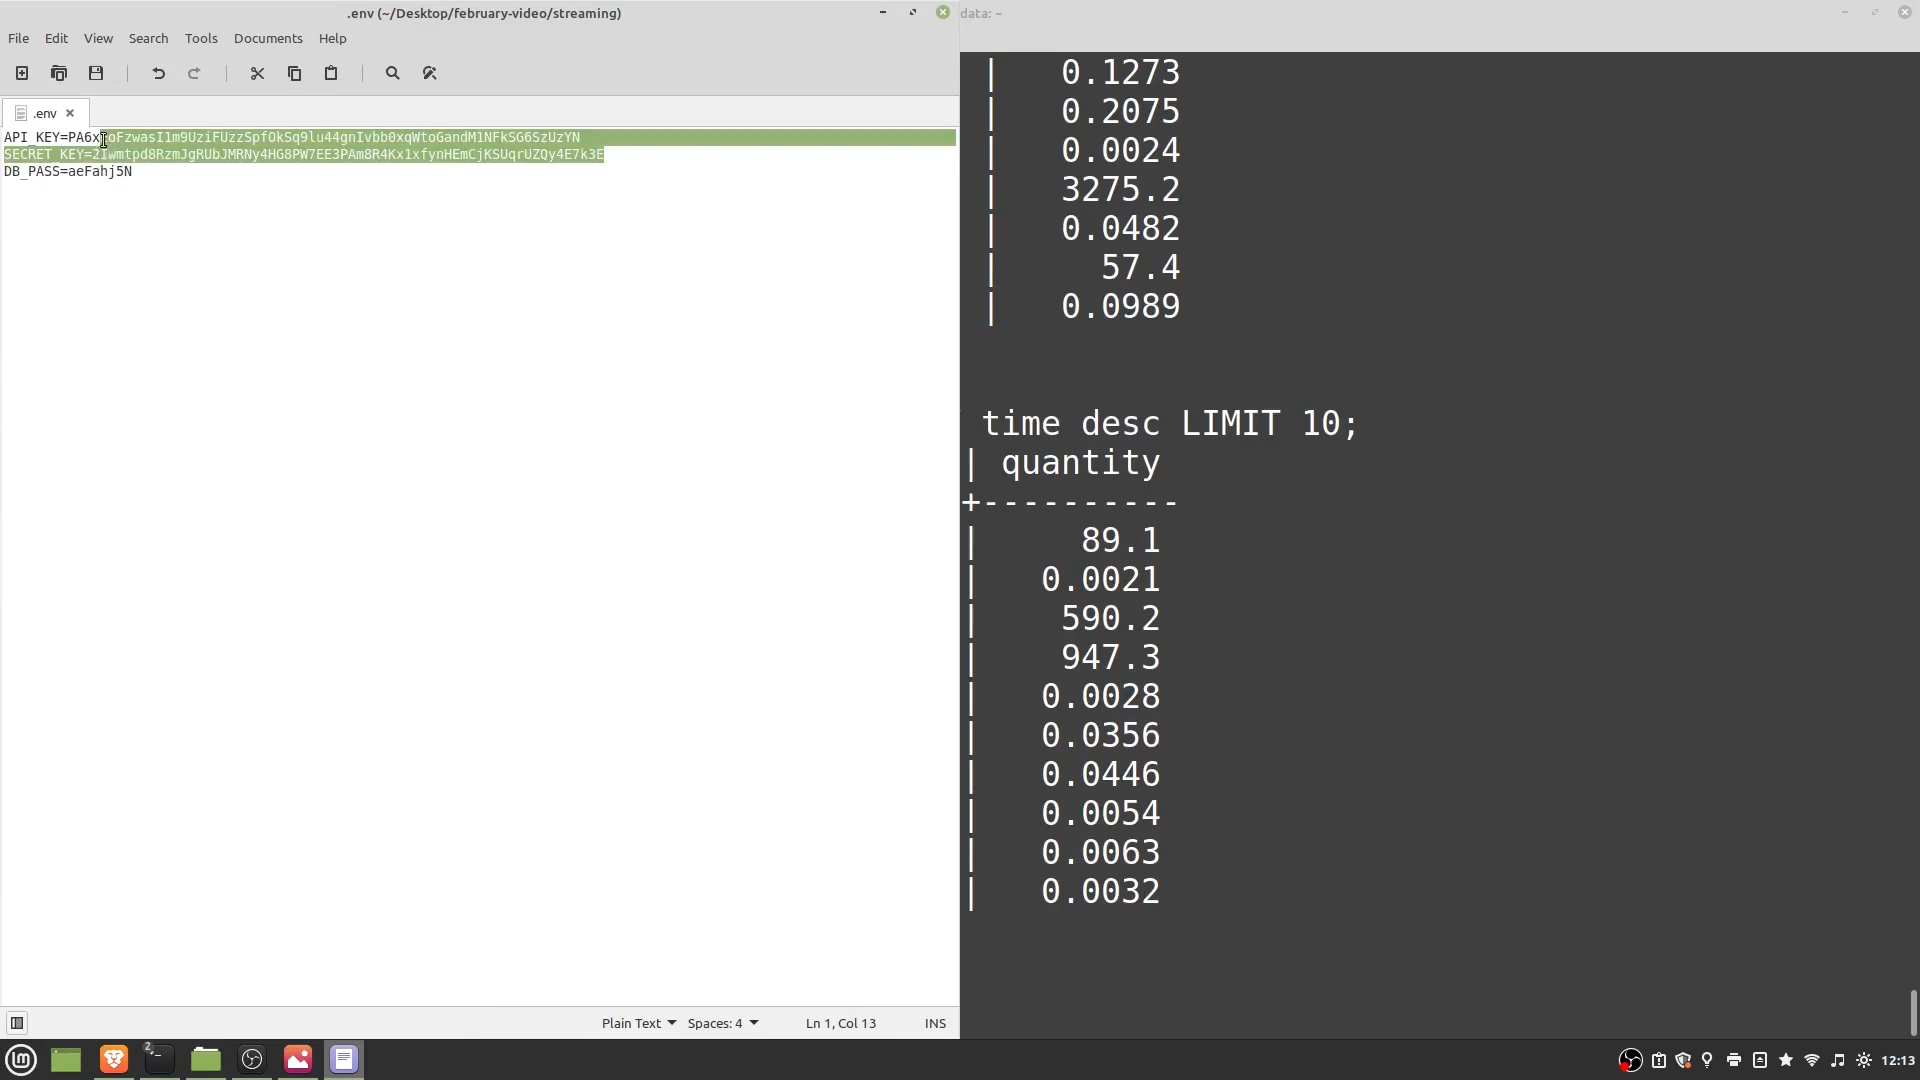 .env (~/Desktop/february-video/streaming)
File Edit View Search Tools Documents Help
.env
SECRET_KEY=2Iwmtpd8RzmJgRUbJMRNy4HG8PW7EE3PAm8R4Kx1xfynHEmCjKSUqrUZQy4E7k3E
DB_PASS=aeFahj5N
Plain Text Spaces: 4 Ln 1, Col 13 INS
data: ~
| 0.1273
| 0.2075
| 0.0024
| 3275.2
| 0.0482
| 57.4
| 0.0989
time desc LIMIT 10;
| quantity
+----------
| 89.1
| 0.0021
| 590.2
| 947.3
| 0.0028
| 0.0356
| 0.0446
| 0.0054
| 0.0063
| 0.0032
2
12:13